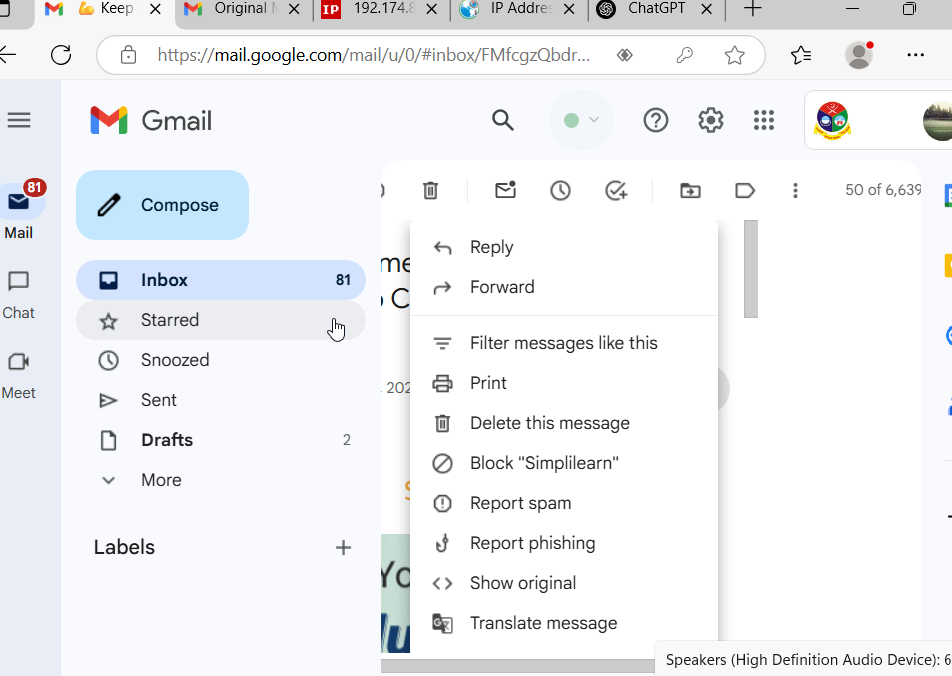 Keep
Original
IP
192.174.8
IP Addre
ChatGPT
https://mail.google.com/mail/u/0/#inbox/FMfcgzQbdr...
Gmail
81
Mail
Chat
Meet
Compose
Inbox 81
Starred
Snoozed
Sent
Drafts 2
More
Labels
50 of 6,639
me
C
202
Reply
Forward
Filter messages like this
Print
Delete this message
Block "Simplilearn"
Report spam
Report phishing
Show original
Translate message
Yo
lu
Speakers (High Definition Audio Device): 6